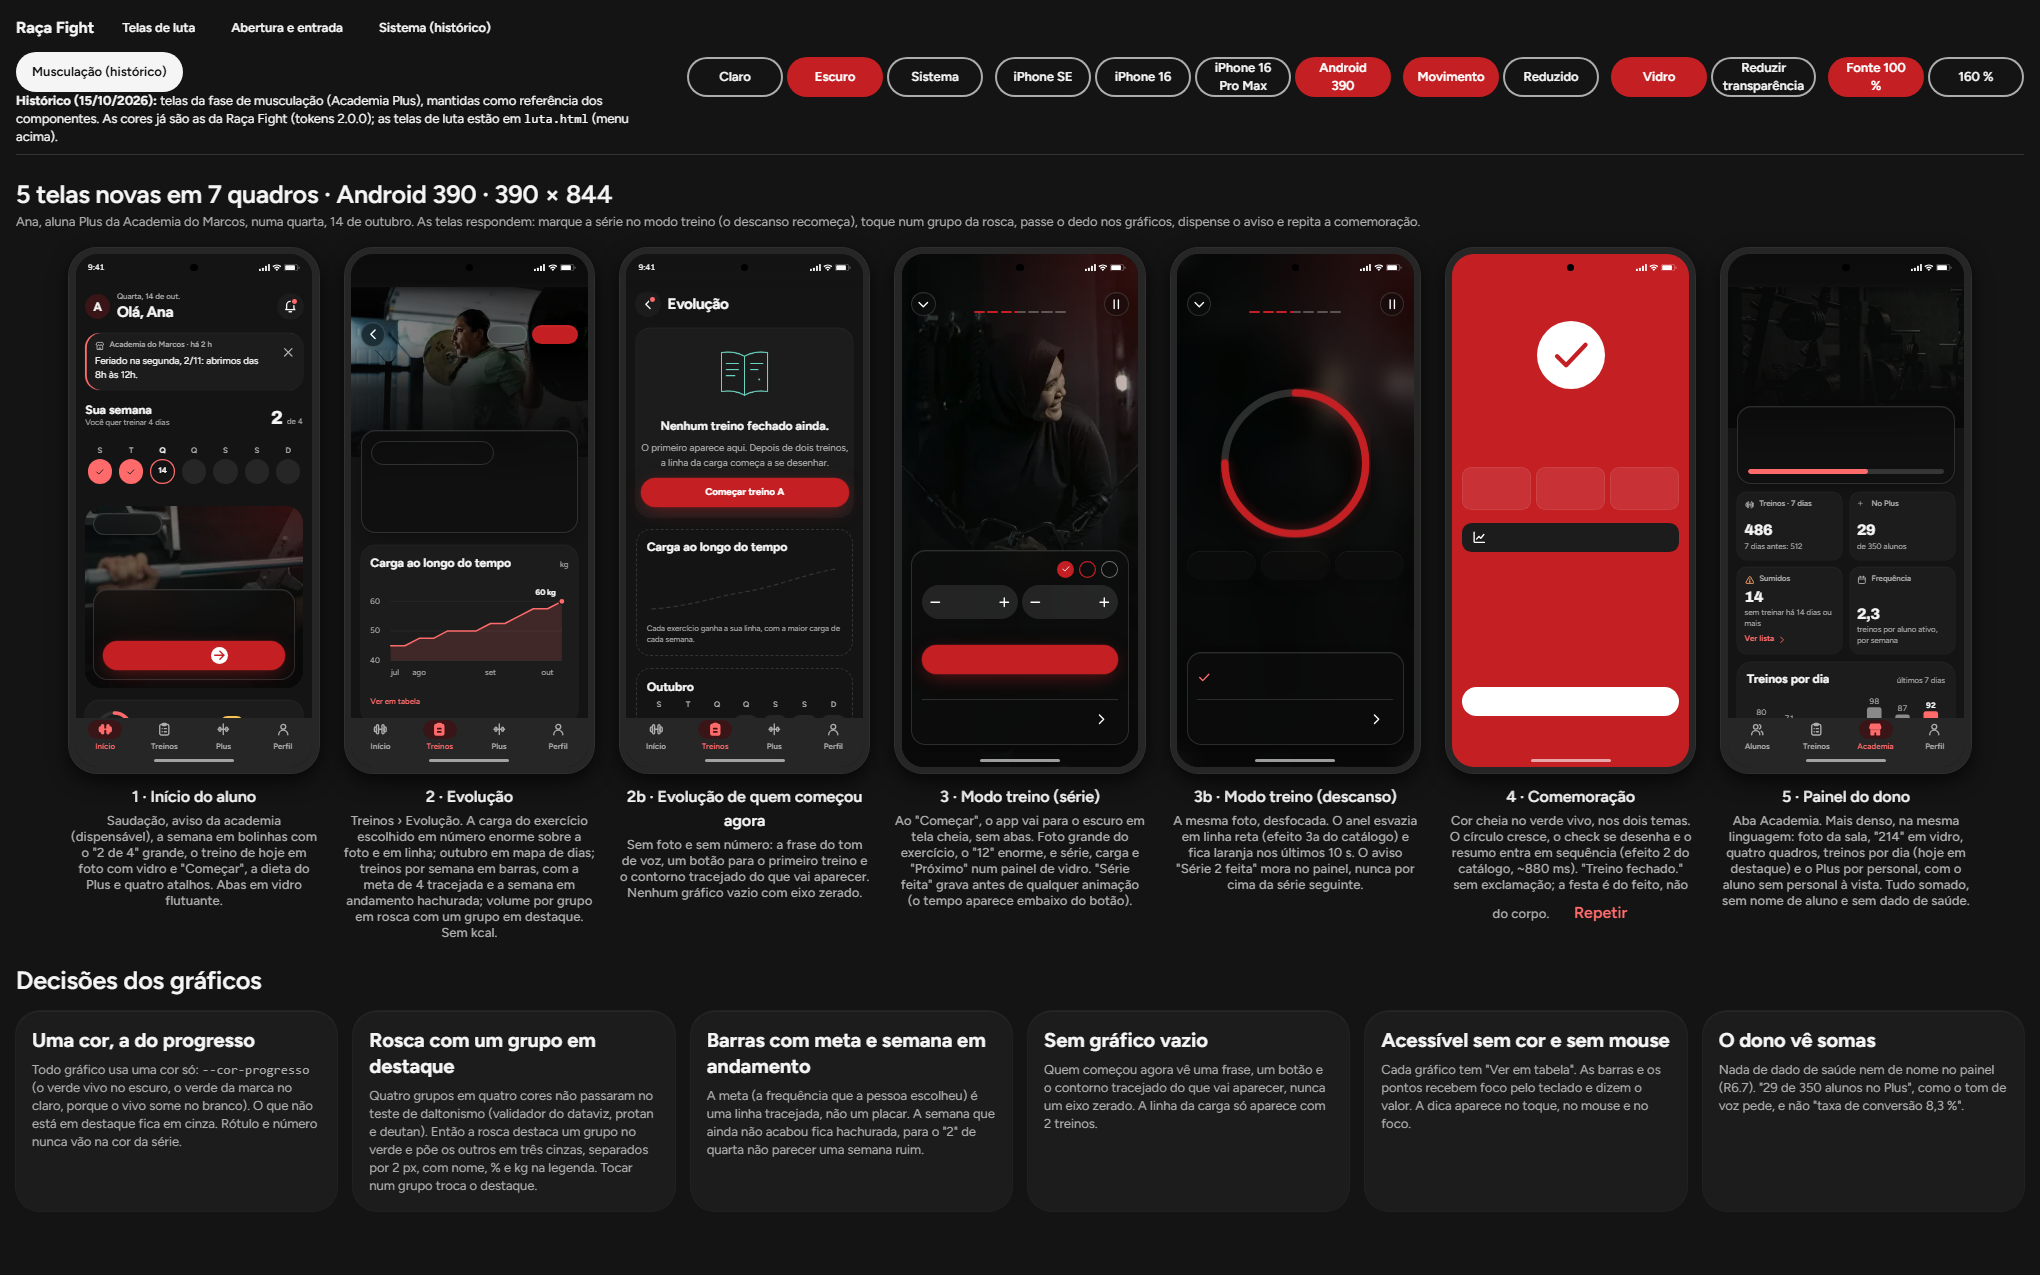 Raça Fight
Telas de luta
Abertura e entrada
Sistema (histórico)
Musculação (histórico)
Claro
Escuro
Sistema
iPhone SE
iPhone 16
iPhone 16
Pro Max
Android
390
Movimento
Reduzido
Vidro
Reduzir
transparência
Fonte 100
%
160 %
Histórico (15/10/2026): telas da fase de musculação (Academia Plus), mantidas como referência dos
componentes. As cores já são as da Raça Fight (tokens 2.0.0); as telas de luta estão em luta.html (menu
acima).
5 telas novas em 7 quadros · Android 390 · 390 × 844
Ana, aluna Plus da Academia do Marcos, numa quarta, 14 de outubro. As telas respondem: marque a série no modo treino (o descanso recomeça), toque num grupo da rosca, passe o dedo nos gráficos, dispense o aviso e repita a comemoração.
9:41
Quarta, 14 de out.
A
Olá, Ana
Academia do Marcos · há 2 h
Feriado na segunda, 2/11: abrimos das
8h às 12h.
Sua semana
Você quer treinar 4 dias
2 de 4
S T Q Q S S D
14
Início
Treinos
Plus
Perfil
1 · Início do aluno
Saudação, aviso da academia
(dispensável), a semana em bolinhas com
o "2 de 4" grande, o treino de hoje em
foto com vidro e "Começar", a dieta do
Plus e quatro atalhos. Abas em vidro
flutuante.
Carga ao longo do tempo
kg
60 kg
60
50
40
jul
ago
set
out
Ver em tabela
Início
Treinos
Plus
Perfil
2 · Evolução
Treinos › Evolução. A carga do exercício
escolhido em número enorme sobre a
foto e em linha; outubro em mapa de dias;
treinos por semana em barras, com a
meta de 4 tracejada e a semana em
andamento hachurada; volume por grupo
em rosca com um grupo em destaque.
Sem kcal.
9:41
Evolução
Nenhum treino fechado ainda.
O primeiro aparece aqui. Depois de dois treinos,
a linha da carga começa a se desenhar.
Começar treino A
Carga ao longo do tempo
Cada exercício ganha a sua linha, com a maior carga de
cada semana.
Outubro
S T Q Q S S D
Início
Treinos
Plus
Perfil
2b · Evolução de quem começou
agora
Sem foto e sem número: a frase do tom
de voz, um botão para o primeiro treino e
o contorno tracejado do que vai aparecer.
Nenhum gráfico vazio com eixo zerado.
3 · Modo treino (série)
Ao "Começar", o app vai para o escuro em
tela cheia, sem abas. Foto grande do
exercício, o "12" enorme, e série, carga e
"Próximo" num painel de vidro. "Série
feita" grava antes de qualquer animação
(o tempo aparece embaixo do botão).
3b · Modo treino (descanso)
A mesma foto, desfocada. O anel esvazia
em linha reta (efeito 3a do catálogo) e
fica laranja nos últimos 10 s. O aviso
"Série 2 feita" mora no painel, nunca por
cima da série seguinte.
4 · Comemoração
Cor cheia no verde vivo, nos dois temas.
O círculo cresce, o check se desenha e o
resumo entra em sequência (efeito 2 do
catálogo, ~880 ms). "Treino fechado."
sem exclamação; a festa é do feito, não
do corpo.
Repetir
Treinos · 7 dias
486
7 dias antes: 512
No Plus
29
de 350 alunos
Sumidos
14
sem treinar há 14 dias ou
mais
Ver lista
Frequência
2,3
treinos por aluno ativo,
por semana
Treinos por dia
últimos 7 dias
80
98
87
92
Alunos
Treinos
Academia
Perfil
5 · Painel do dono
Aba Academia. Mais denso, na mesma
linguagem: foto da sala, "214" em vidro,
quatro quadros, treinos por dia (hoje em
destaque) e o Plus por personal, com o
aluno sem personal à vista. Tudo somado,
sem nome de aluno e sem dado de saúde.
Decisões dos gráficos
Uma cor, a do progresso
Todo gráfico usa uma cor só: --cor-progresso
(o verde vivo no escuro, o verde da marca no
claro, porque o vivo some no branco). O que não
está em destaque fica em cinza. Rótulo e número
nunca vão na cor da série.
Rosca com um grupo em
destaque
Quatro grupos em quatro cores não passaram no
teste de daltonismo (validador do dataviz, protan
e deutan). Então a rosca destaca um grupo no
verde e põe os outros em três cinzas, separados
por 2 px, com nome, % e kg na legenda. Tocar
num grupo troca o destaque.
Barras com meta e semana em
andamento
A meta (a frequência que a pessoa escolheu) é
uma linha tracejada, não um placar. A semana que
ainda não acabou fica hachurada, para o "2" de
quarta não parecer uma semana ruim.
Sem gráfico vazio
Quem começou agora vê uma frase, um botão e
o contorno tracejado do que vai aparecer, nunca
um eixo zerado. A linha da carga só aparece com
2 treinos.
Acessível sem cor e sem mouse
Cada gráfico tem "Ver em tabela". As barras e os
pontos recebem foco pelo teclado e dizem o
valor. A dica aparece no toque, no mouse e no
foco.
O dono vê somas
Nada de dado de saúde nem de nome no painel
(R6.7). "29 de 350 alunos no Plus", como o tom de
voz pede, e não "taxa de conversão 8,3 %".